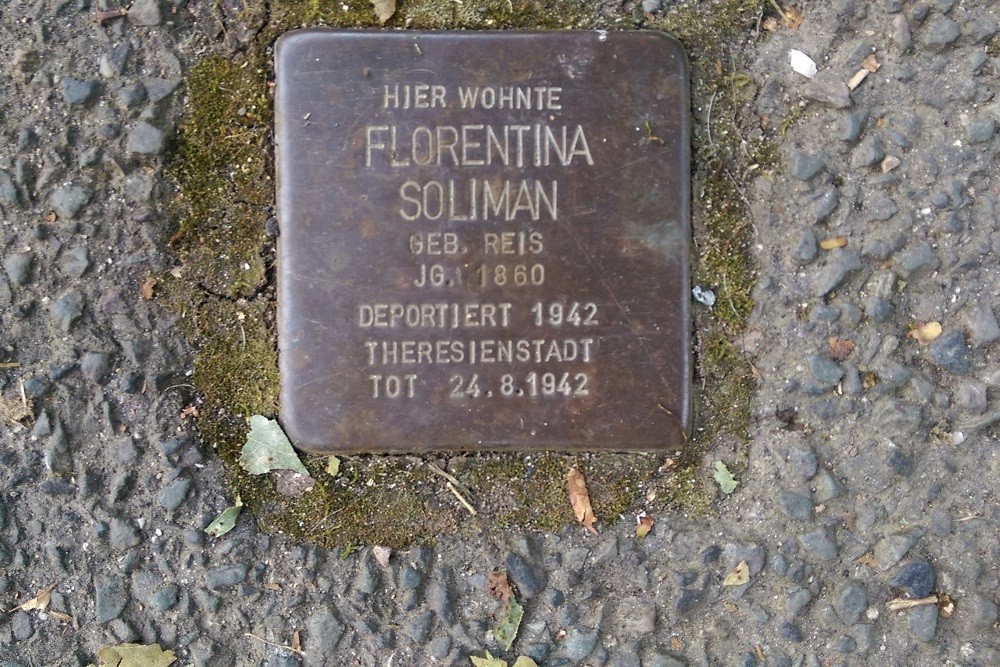 HIER WOHNTE
FLORENTINA
SOLIMAN
GEB. REIS
JG. 1860
DEPORTIERT 1942
THERESIENSTADT
TOT 24.8.1942